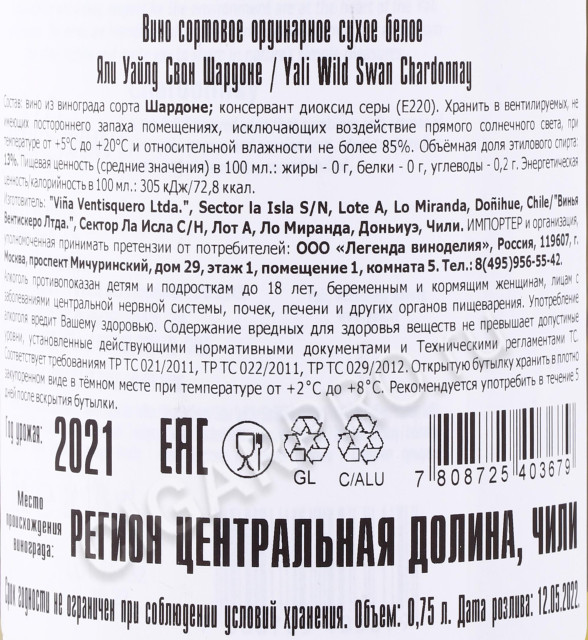 Вино сортовое ординарное сухое белое
Яли Уайлд Свон Шардоне / Yali Wild Swan Chardonnay
Состав: вино из винограда сорта Шардоне; консервант диоксид серы (Е220). Хранить в вентилируемых, не
имеющих постороннего запаха помещениях, исключающих воздействие прямого солнечного света, при
температуре от +5°С до +20°С и относительной влажности не более 85%. Объёмная доля этилового спирта:
13%. Пищевая ценность (средние значения) в 100 мл.: жиры - 0 г, белки - 0 г, углеводы - 0,2 г. Энергетическая
ценность/калорийность в 100 мл.: 305 кДж/72,8 ккал.
Изготовитель: "Viña Ventisquero Ltda.", Sector la Isla S/N, Lote A, Lo Miranda, Doñihue, Chile/"Винья
Вентискеро Лтда.", Сектор Ла Исла С/Н, Лот А, Ло Миранда, Доньиуэ, Чили. ИМПОРТЕР и организация,
уполномоченная принимать претензии от потребителей: ООО «Легенда виноделия», Россия, 119607, г.
Москва, проспект Мичуринский, дом 29, этаж 1, помещение 1, комната 5. Тел.: 8(495)956-55-42.
Алкоголь противопоказан детям и подросткам до 18 лет, беременным и кормящим женщинам, лицам с
заболеваниями центральной нервной системы, почек, печени и других органов пищеварения. Употребление
алкоголя вредит Вашему здоровью. Содержание вредных для здоровья веществ не превышает допустимые
уровни, установленные действующими нормативными документами и Техническими регламентами ТС.
Соответствует требованиям ТР ТС 021/2011, ТР ТС 022/2011, ТР ТС 029/2012. Открытую бутылку хранить в плотно
закупоренном виде в тёмном месте при температуре от +2°С до +8°С. Рекомендуется употребить в течение 5
дней после вскрытия бутылки.
Год урожая: 2021 EAC GL C/ALU 7 808725 403679
Место
происхождения
винограда: РЕГИОН ЦЕНТРАЛЬНАЯ ДОЛИНА, ЧИЛИ
Срок годности не ограничен при соблюдении условий хранения. Объем: 0,75 л. Дата розлива: 12.05.2022.